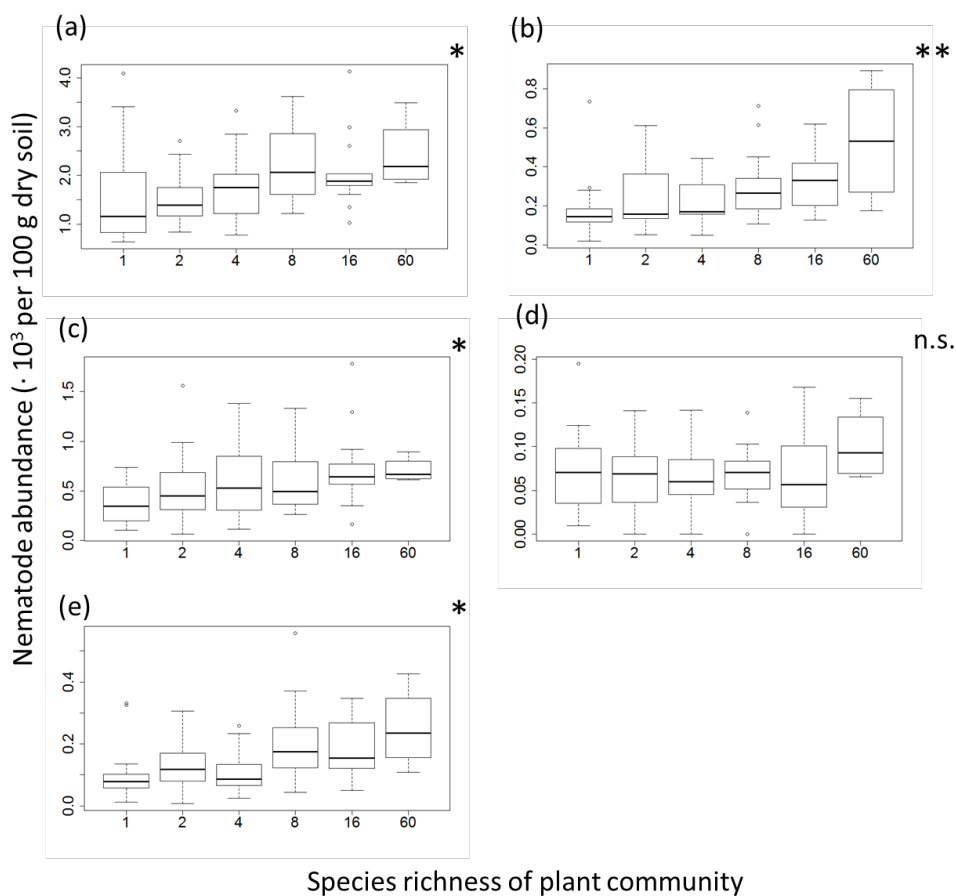 Nematode abundance (· 10³ per 100 g dry soil)
(a)
*
4.0
3.0
2.0
1.0
1 2 4 8 16 60
(b)
**
0.8
0.6
0.4
0.2
0.0
1 2 4 8 16 60
(c)
*
1.5
1.0
0.5
0.0
1 2 4 8 16 60
(d)
n.s.
0.20
0.15
0.10
0.05
0.00
1 2 4 8 16 60
(e)
*
0.4
0.2
0.0
1 2 4 8 16 60
Species richness of plant community